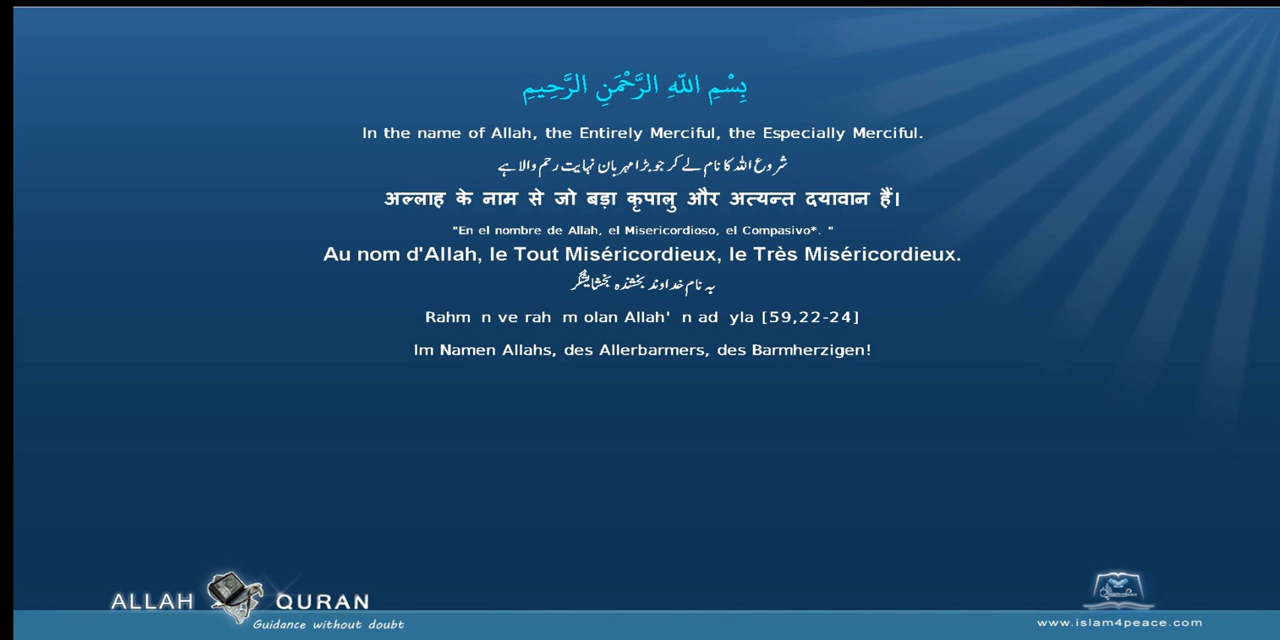 بِسْمِ اللَّهِ الرَّحْمَنِ الرَّحِيمِ
In the name of Allah, the Entirely Merciful, the Especially Merciful.
شروع الله کا نام لے کر جو بڑا مہربان نہایت رحم والا ہے
अल्लाह के नाम से जो बड़ा कृपालु और अत्यन्त दयावान हैं।
"En el nombre de Allah, el Misericordioso, el Compasivo*. "
Au nom d'Allah, le Tout Miséricordieux, le Très Miséricordieux.
به نام خداوند بخشنده بخشایشگر
Rahm n ve rah m olan Allah' n ad yla [59,22-24]
Im Namen Allahs, des Allerbarmers, des Barmherzigen!
ALLAH QURAN
Guidance without doubt
www.islam4peace.com